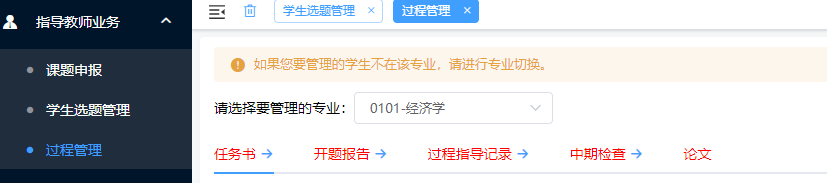 指导教师业务
课题申报
学生选题管理
过程管理
学生选题管理 ×
过程管理 ×
如果您要管理的学生不在该专业，请进行专业切换。
请选择要管理的专业： 0101-经济学
任务书 → 开题报告 → 过程指导记录 → 中期检查 → 论文